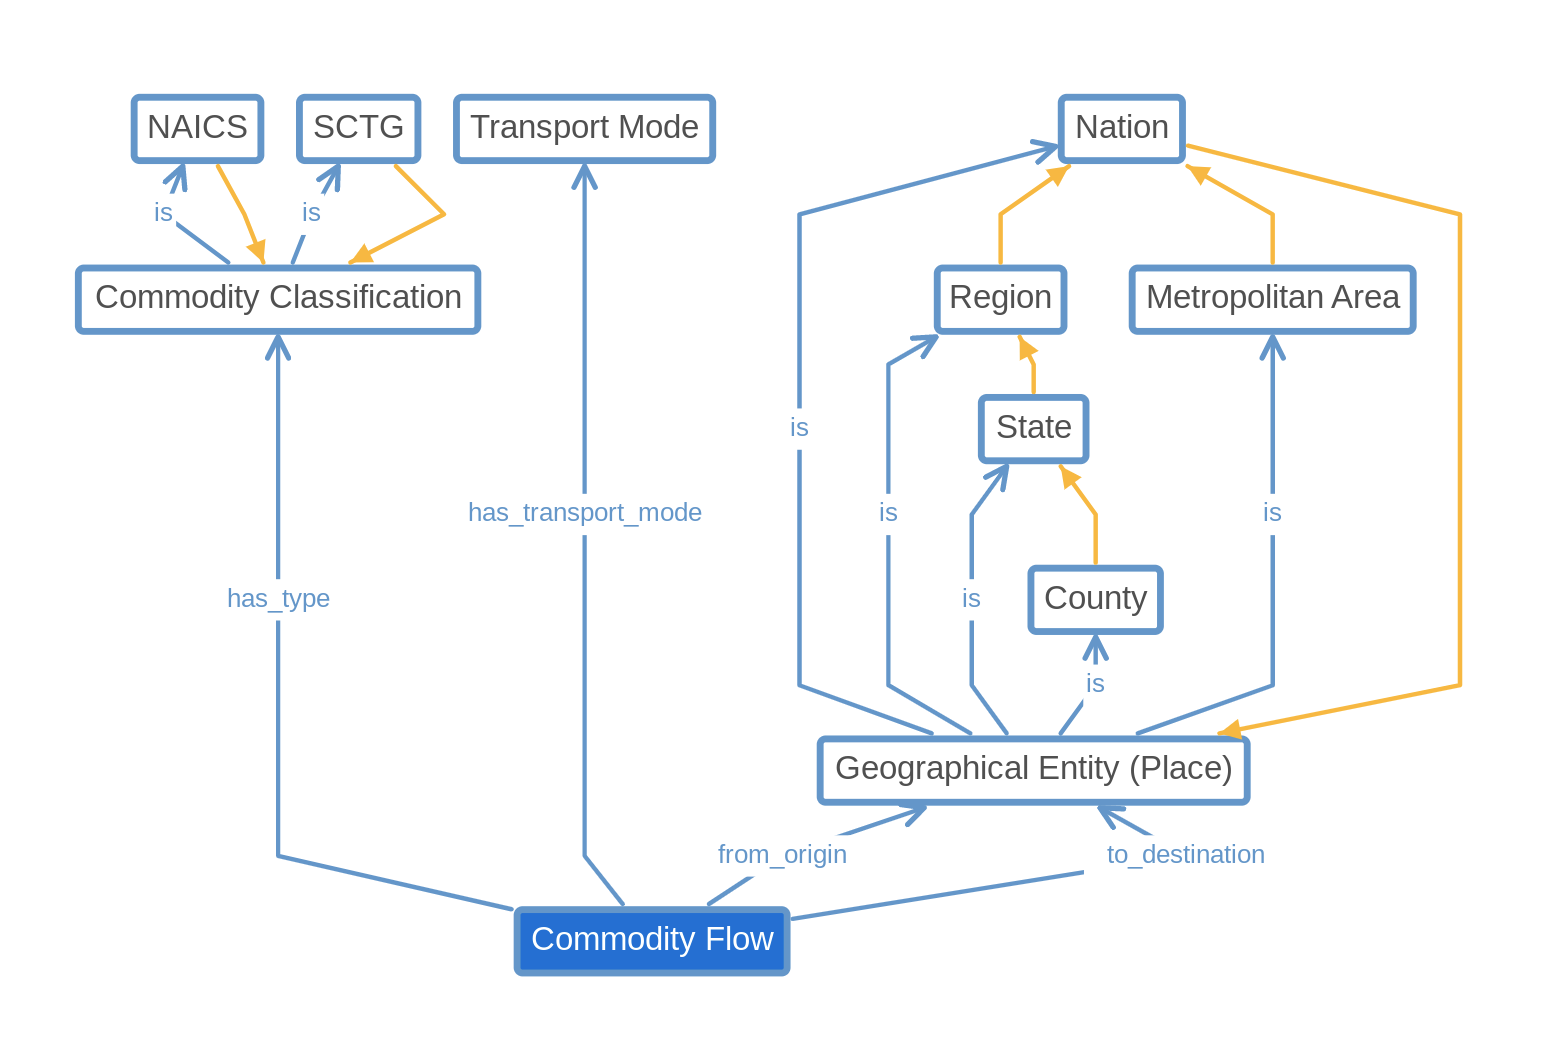 NAICS
SCTG
Transport Mode
Nation
is
is
Commodity Classification
Region
Metropolitan Area
is
State
has_transport_mode
is
is
has_type
is
County
is
Geographical Entity (Place)
from_origin
to_destination
Commodity Flow